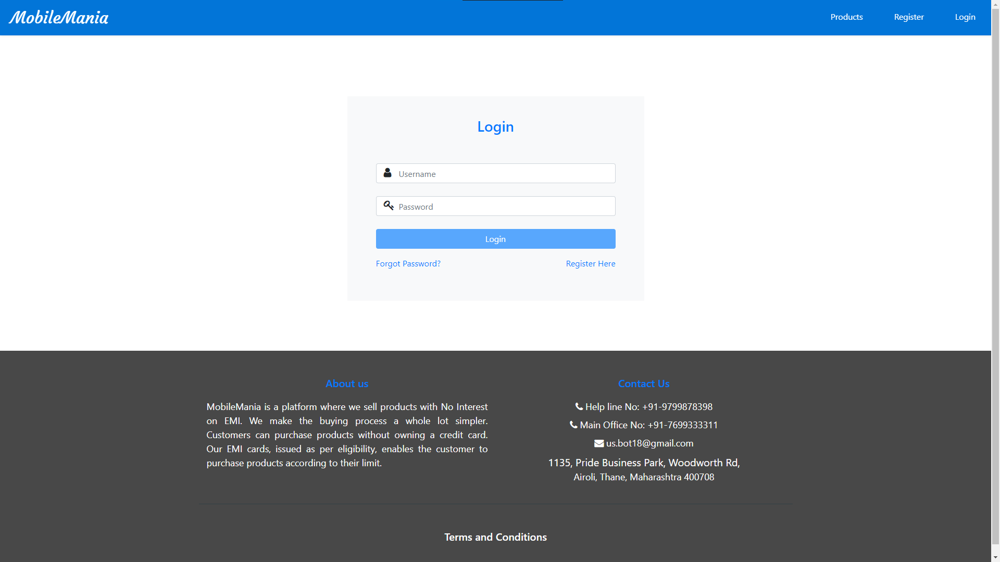 MobileMania
Products
Register
Login
Login
Username
Password
Login
Forgot Password?
Register Here
About us
MobileMania is a platform where we sell products with No Interest
on EMI. We make the buying process a whole lot simpler.
Customers can purchase products without owning a credit card.
Our EMI cards, issued as per eligibility, enables the customer to
purchase products according to their limit.
Contact Us
Help line No: +91-9799878398
Main Office No: +91-7699333311
us.bot18@gmail.com
1135, Pride Business Park, Woodworth Rd,
Airoli, Thane, Maharashtra 400708
Terms and Conditions